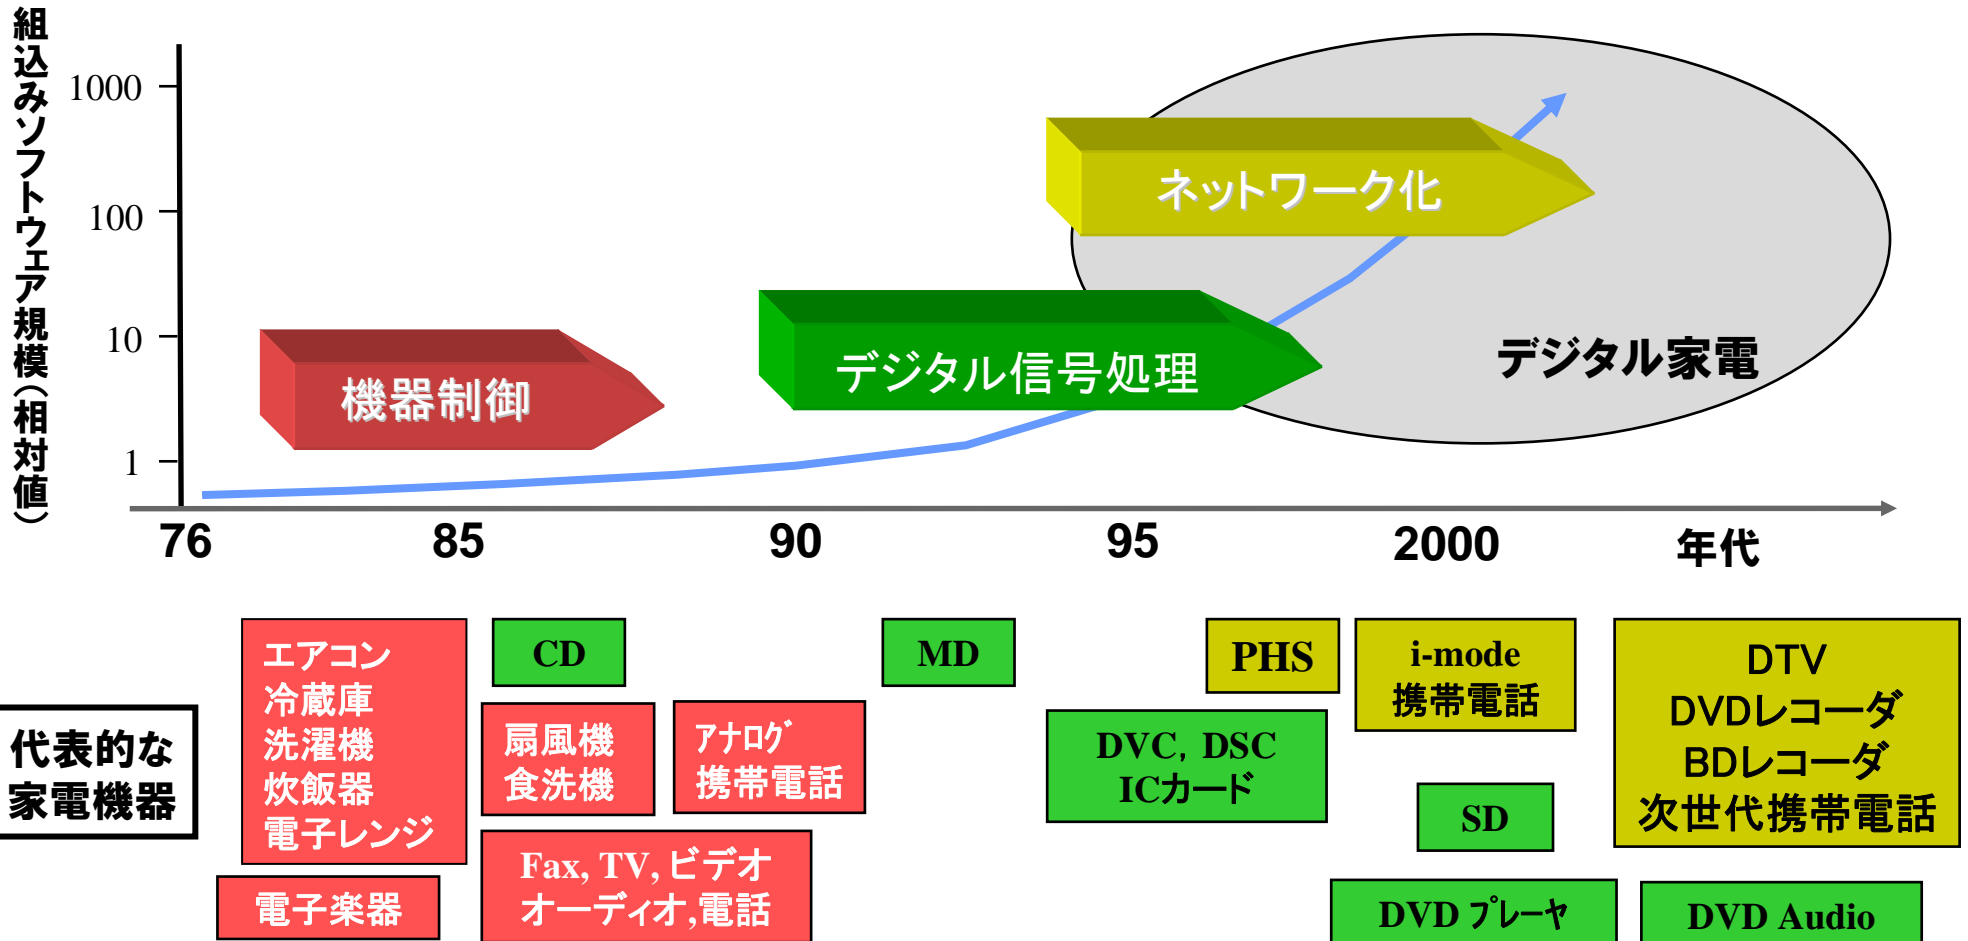 組込みソフトウェア規模（相対値）
1000
100
10
1
ネットワーク化
デジタル信号処理
機器制御
デジタル家電
76
85
90
95
2000
年代
代表的な
家電機器
エアコン
冷蔵庫
洗濯機
炊飯器
電子レンジ
電子楽器
CD
扇風機
食洗機
アナログ
携帯電話
Fax, TV, ビデオ
オーディオ,電話
MD
PHS
DVC, DSC
ICカード
i-mode
携帯電話
SD
DVD プレーヤ
DTV
DVDレコーダ
BDレコーダ
次世代携帯電話
DVD Audio